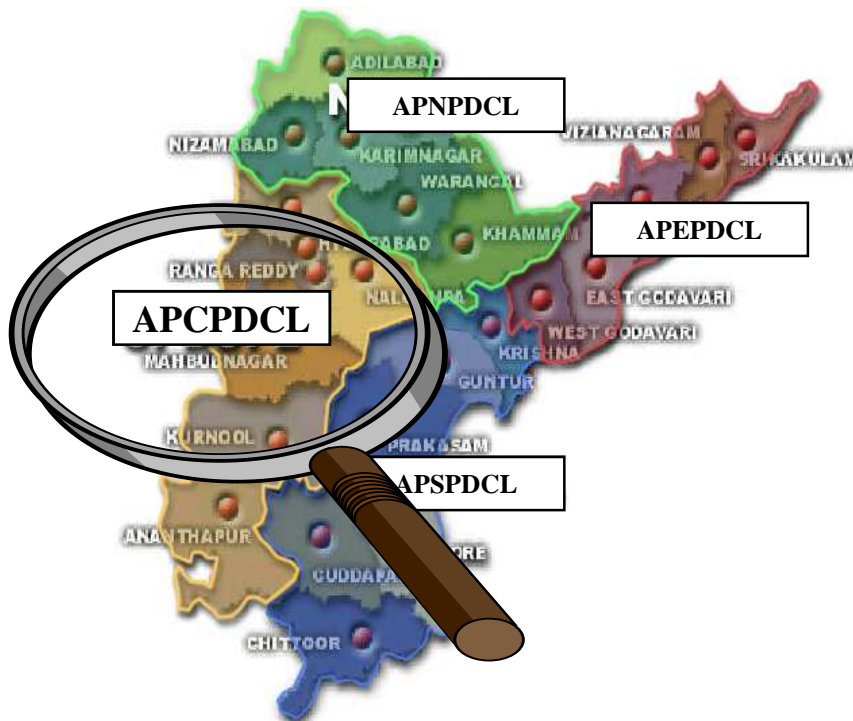 ADILABAD
N
APNPDCL
NIZAMABAD
KARIMNAGAR
VIZIANAGARAM
SRIKAKULAM
WARANGAL
KHAMMAM
APEPDCL
RANGA REDDY
EAST GODAVARI
APCPDCL
WEST GODAVARI
KRISHNA
MAHBUBNAGAR
GUNTUR
KURNOOL
PRAKASAM
APSPDCL
ANANTHAPUR
CHITTOOR